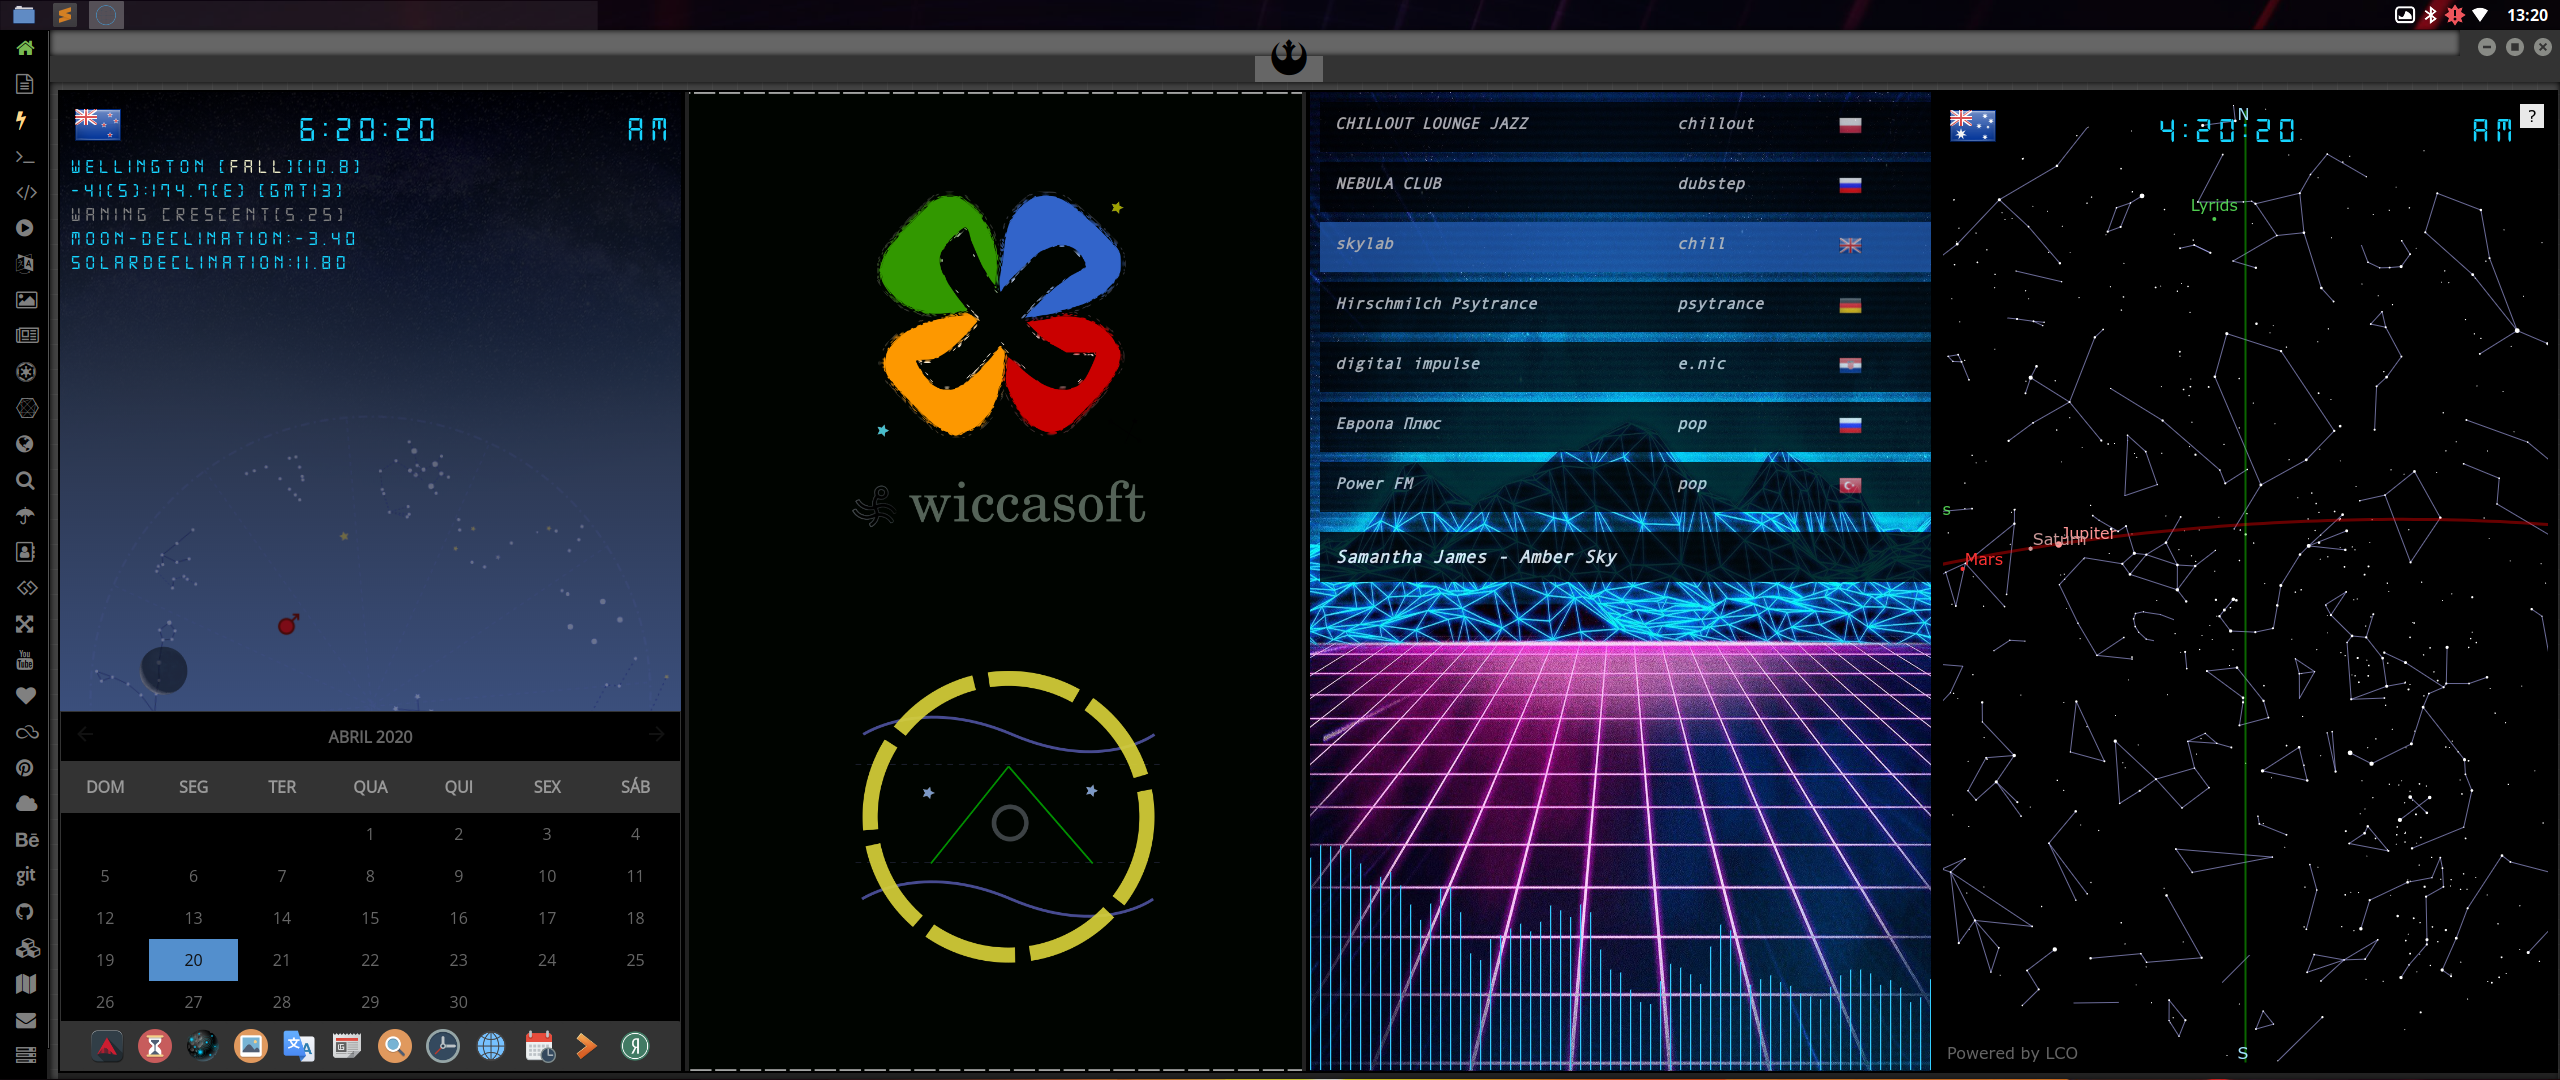 13:20
6:20:20 AM
WELLINGTON [FALL][10.8]
-41(S):174.7(E) [GMT13]
WANING CRESCENT[5.25]
MOON-DECLINATION:-3.40
SOLARDECLINATION:11.80
ABRIL 2020
DOM SEG TER QUA QUI SEX SÁB
1 2 3 4
5 6 7 8 9 10 11
12 13 14 15 16 17 18
19 20 21 22 23 24 25
26 27 28 29 30
You
Tube
Bē
git
wiccasoft
CHILLOUT LOUNGE JAZZ chillout
NEBULA CLUB dubstep
skylab chill
Hirschmilch Psytrance psytrance
digital impulse e.nic
Европа Плюс pop
Power FM pop
Samantha James - Amber Sky
N
4:20:20 AM
?
Lyrids
s
Jupiter
Saturn
Mars
Powered by LCO
S